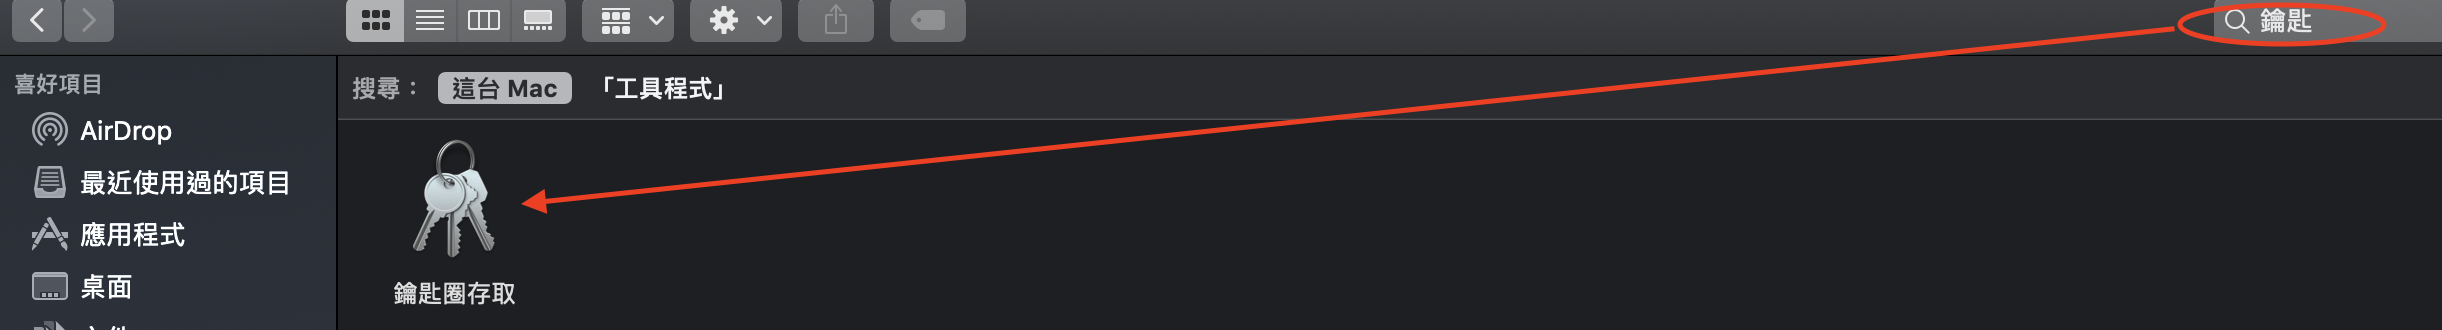 鑰匙
喜好項目
搜尋：
這台 Mac
「工具程式」
AirDrop
最近使用過的項目
應用程式
桌面
鑰匙圈存取